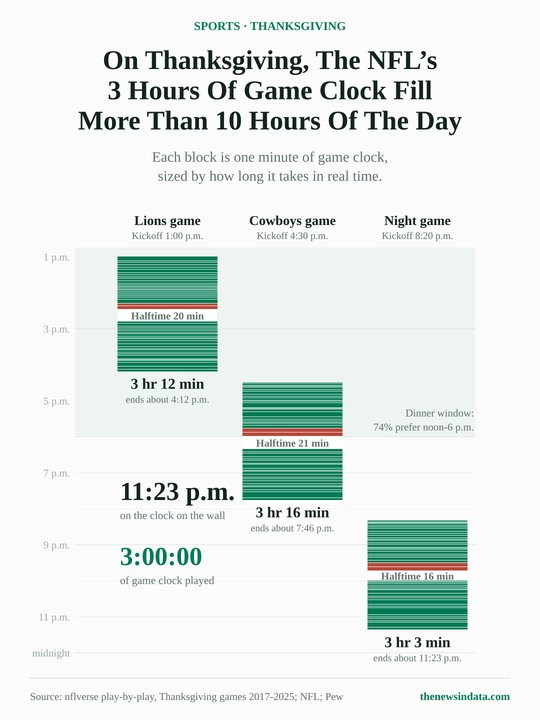 SPORTS · THANKSGIVING
On Thanksgiving, The NFL’s
3 Hours Of Game Clock Fill
More Than 10 Hours Of The Day
Each block is one minute of game clock,
sized by how long it takes in real time.
Lions game
Kickoff 1:00 p.m.
Cowboys game
Kickoff 4:30 p.m.
Night game
Kickoff 8:20 p.m.
1 p.m.
Halftime 20 min
3 p.m.
3 hr 12 min
ends about 4:12 p.m.
5 p.m.
Dinner window:
74% prefer noon-6 p.m.
Halftime 21 min
7 p.m.
11:23 p.m.
on the clock on the wall
3 hr 16 min
ends about 7:46 p.m.
9 p.m.
3:00:00
of game clock played
Halftime 16 min
11 p.m.
3 hr 3 min
ends about 11:23 p.m.
midnight
Source: nflverse play-by-play, Thanksgiving games 2017-2025; NFL; Pew
thenewsindata.com